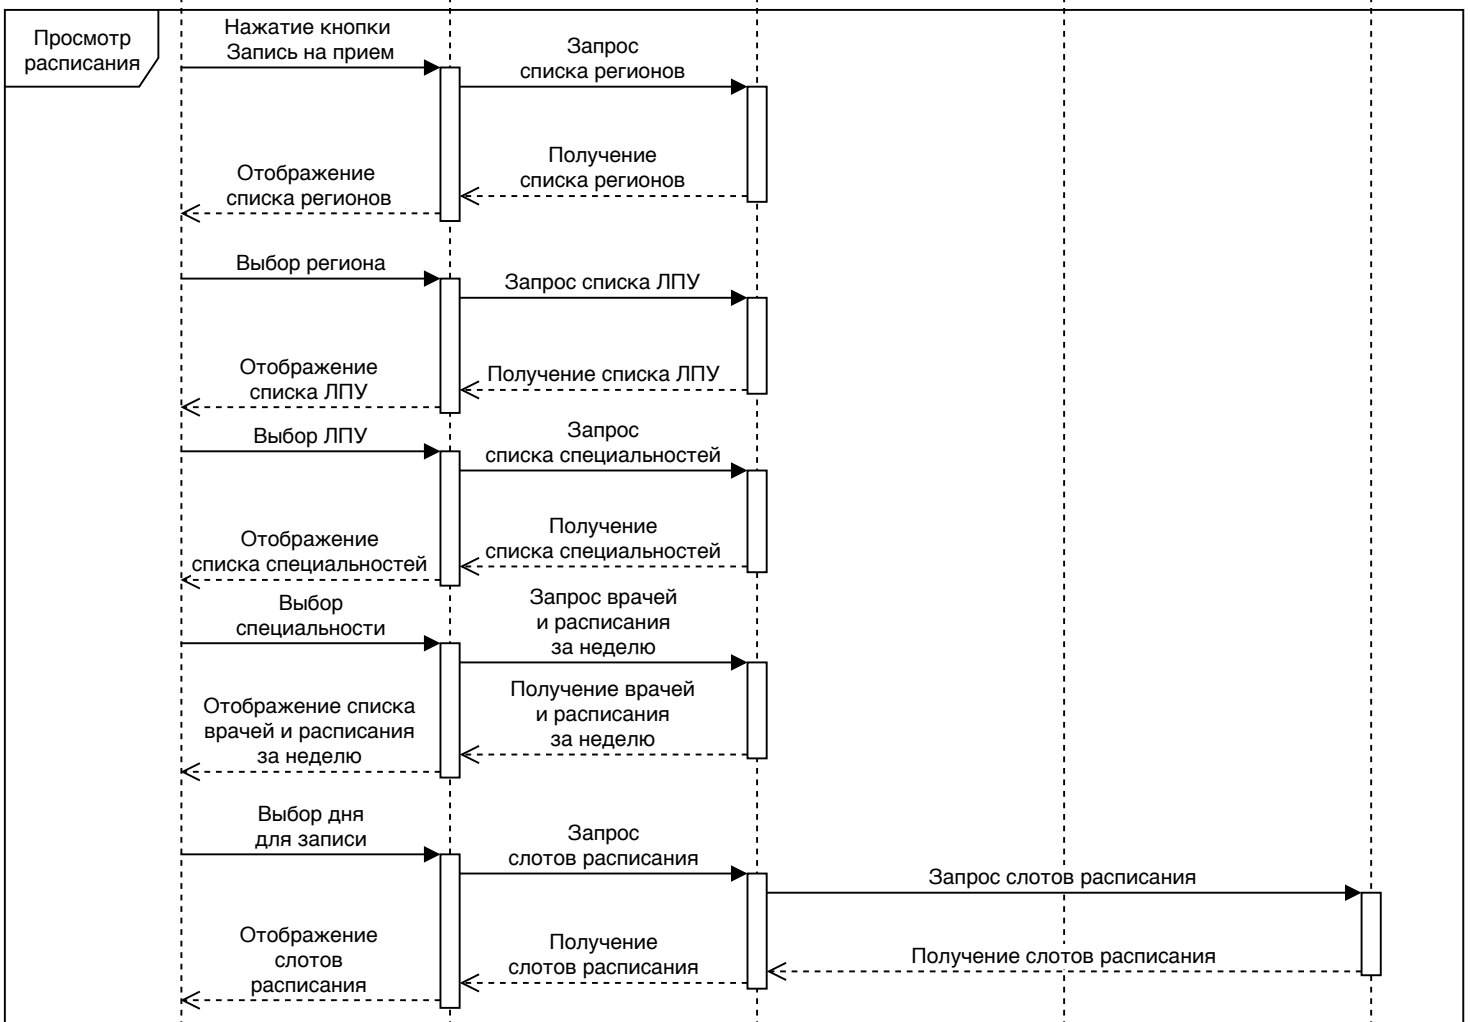 Просмотр
расписания
Нажатие кнопки
Запись на прием
Запрос
списка регионов
Получение
списка регионов
Отображение
списка регионов
Выбор региона
Запрос списка ЛПУ
Получение списка ЛПУ
Отображение
списка ЛПУ
Выбор ЛПУ
Запрос
списка специальностей
Получение
списка специальностей
Отображение
списка специальностей
Выбор
специальности
Запрос врачей
и расписания
за неделю
Получение врачей
и расписания
за неделю
Отображение списка
врачей и расписания
за неделю
Выбор дня
для записи
Запрос
слотов расписания
Запрос слотов расписания
Получение слотов расписания
Получение
слотов расписания
Отображение
слотов
расписания